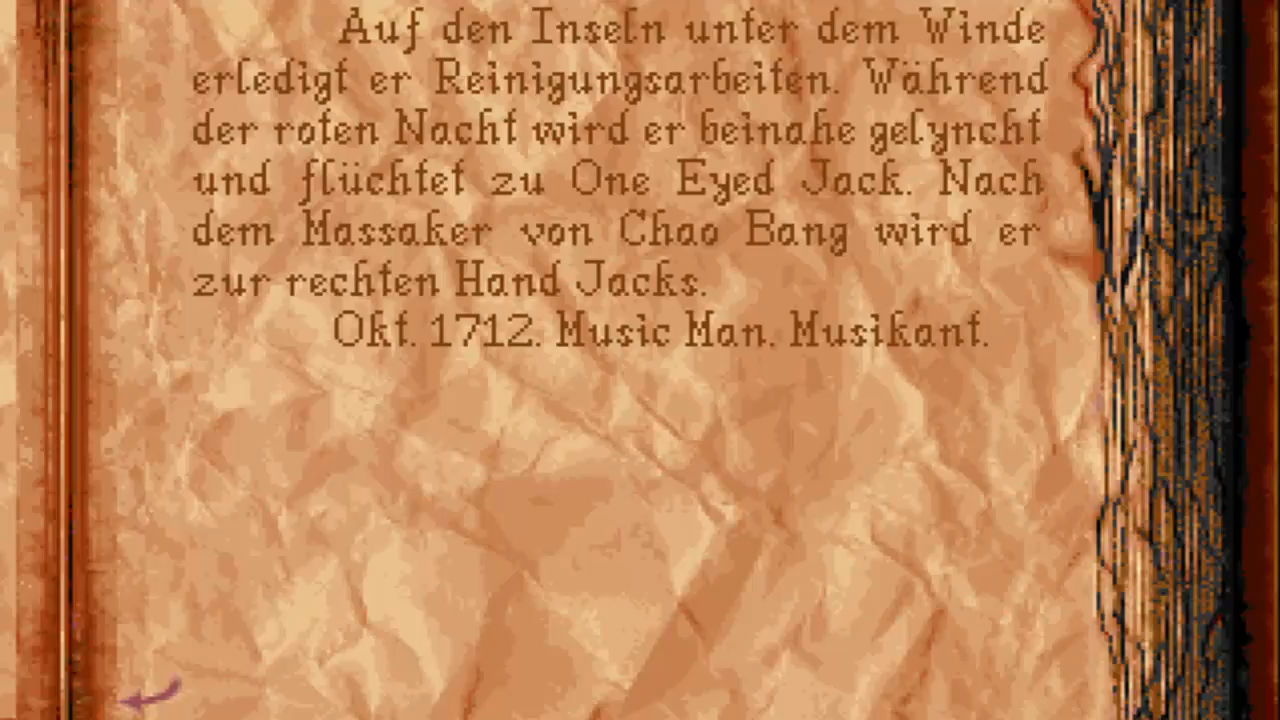 Auf den Inseln unter dem Winde
erledigt er Reinigungsarbeiten. Während
der roten Nacht wird er beinahe gelyncht
und flüchtet zu One Eyed Jack. Nach
dem Massaker von Chao Bang wird er
zur rechten Hand Jacks.
Okt. 1712. Music Man. Musikant.